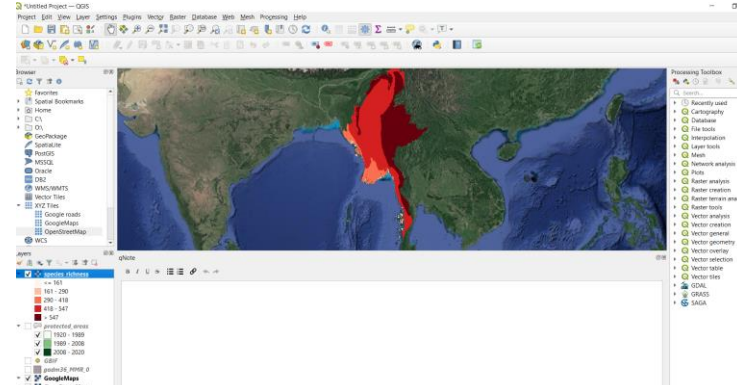 *Untitled Project — QGIS
Project Edit View Layer Settings Plugins Vector Raster Database Web Mesh Processing Help
Browser
Favorites
Spatial Bookmarks
Home
C:\
D:\
GeoPackage
SpatiaLite
PostGIS
MSSQL
Oracle
DB2
WMS/WMTS
Vector Tiles
XYZ Tiles
Google roads
GoogleMaps
OpenStreetMap
WCS
Layers
species_richness
<= 161
161 - 290
290 - 418
418 - 547
> 547
protected_areas
1920 - 1989
1989 - 2008
2008 - 2020
GBIF
gadm36_MMR_0
GoogleMaps
qNote
B I U S
Processing Toolbox
Search...
Recently used
Cartography
Database
File tools
Interpolation
Layer tools
Mesh
Network analysis
Plots
Raster analysis
Raster creation
Raster terrain ana
Raster tools
Vector analysis
Vector creation
Vector general
Vector geometry
Vector overlay
Vector selection
Vector table
Vector tiles
GDAL
GRASS
SAGA